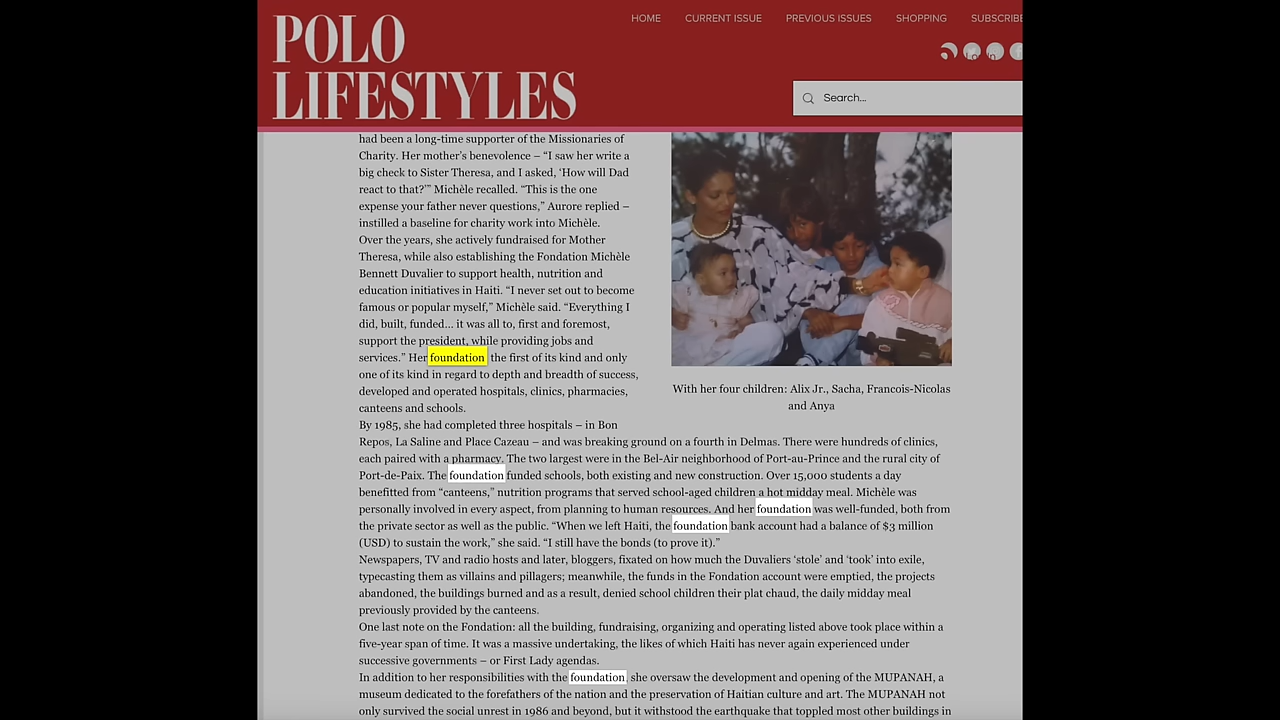 POLO
LIFESTYLES
HOME CURRENT ISSUE PREVIOUS ISSUES SHOPPING SUBSCRIBE
Log In
Search...
had been a long-time supporter of the Missionaries of
Charity. Her mother’s benevolence – “I saw her write a
big check to Sister Theresa, and I asked, ‘How will Dad
react to that?’” Michèle recalled. “This is the one
expense your father never questions,” Aurore replied –
instilled a baseline for charity work into Michèle.
Over the years, she actively fundraised for Mother
Theresa, while also establishing the Fondation Michèle
Bennett Duvalier to support health, nutrition and
education initiatives in Haiti. “I never set out to become
famous or popular myself,” Michèle said. “Everything I
did, built, funded… it was all to, first and foremost,
support the president, while providing jobs and
services.” Her foundation, the first of its kind and only
one of its kind in regard to depth and breadth of success,
developed and operated hospitals, clinics, pharmacies,
canteens and schools.
With her four children: Alix Jr., Sacha, Francois-Nicolas
and Anya
By 1985, she had completed three hospitals – in Bon
Repos, La Saline and Place Cazeau – and was breaking ground on a fourth in Delmas. There were hundreds of clinics,
each paired with a pharmacy. The two largest were in the Bel-Air neighborhood of Port-au-Prince and the rural city of
Port-de-Paix. The foundation funded schools, both existing and new construction. Over 15,000 students a day
benefitted from “canteens,” nutrition programs that served school-aged children a hot midday meal. Michèle was
personally involved in every aspect, from planning to human resources. And her foundation was well-funded, both from
the private sector as well as the public. “When we left Haiti, the foundation bank account had a balance of $3 million
(USD) to sustain the work,” she said. “I still have the bonds (to prove it).”
Newspapers, TV and radio hosts and later, bloggers, fixated on how much the Duvaliers ‘stole’ and ‘took’ into exile,
typecasting them as villains and pillagers; meanwhile, the funds in the Fondation account were emptied, the projects
abandoned, the buildings burned and as a result, denied school children their plat chaud, the daily midday meal
previously provided by the canteens.
One last note on the Fondation: all the building, fundraising, organizing and operating listed above took place within a
five-year span of time. It was a massive undertaking, the likes of which Haiti has never again experienced under
successive governments – or First Lady agendas.
In addition to her responsibilities with the foundation, she oversaw the development and opening of the MUPANAH, a
museum dedicated to the forefathers of the nation and the preservation of Haitian culture and art. The MUPANAH not
only survived the social unrest in 1986 and beyond, but it withstood the earthquake that toppled most other buildings in